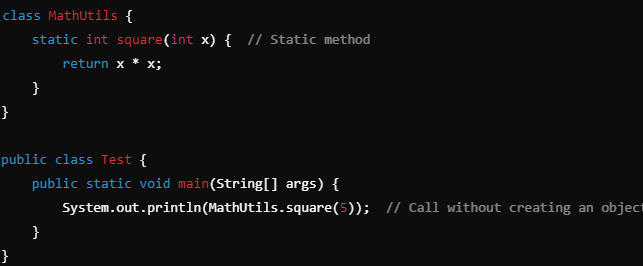 class MathUtils {
    static int square(int x) {  // Static method
        return x * x;
    }
}

public class Test {
    public static void main(String[] args) {
        System.out.println(MathUtils.square(5));  // Call without creating an object
    }
}